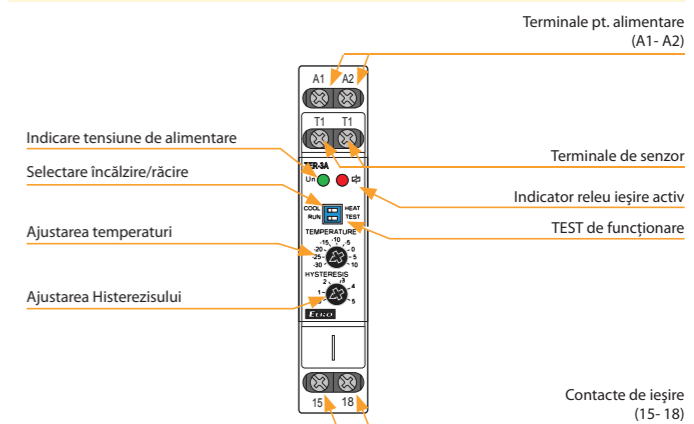 Terminale pt. alimentare
(A1- A2)
A1 A2
T1 T1
Indicare tensiune de alimentare
Terminale de senzor
TER-3A
Selectare încălzire/răcire
Un
Indicator releu ieşire activ
COOL HEAT
RUN TEST
TEST de funcţionare
Ajustarea temperaturi
TEMPERATURE
-15 -10 -5
-20 0
-25 5
-30 10
HYSTERESIS
Ajustarea Histerezisului
2 3
1 4
5
ELKO
15 18
Contacte de ieşire
(15- 18)